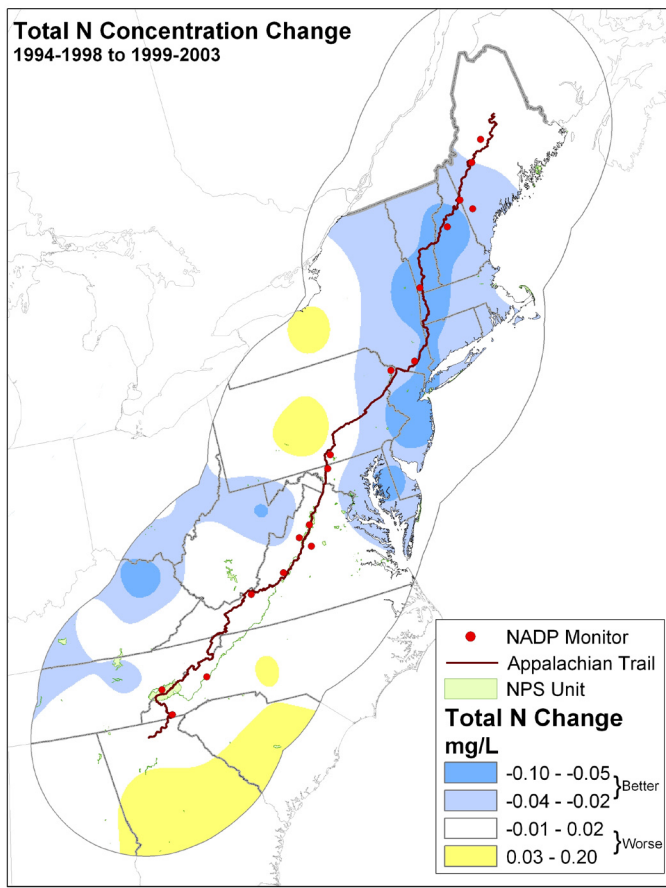 Total N Concentration Change
1994-1998 to 1999-2003
NADP Monitor
Appalachian Trail
NPS Unit
Total N Change
mg/L
-0.10 - -0.05
-0.04 - -0.02
}Better
-0.01 - 0.02
0.03 - 0.20
}Worse